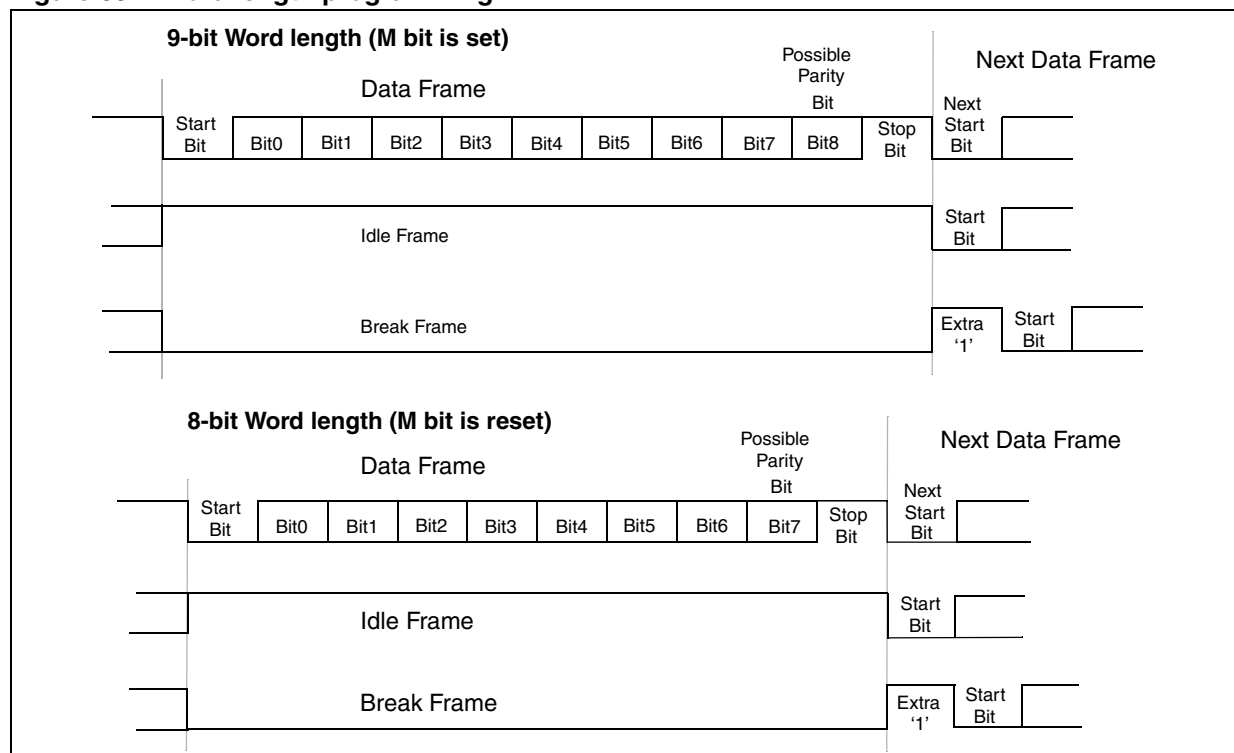 9-bit Word length (M bit is set)
Possible
Parity
Bit
Next Data Frame
Data Frame
Start
Bit
Bit0
Bit1
Bit2
Bit3
Bit4
Bit5
Bit6
Bit7
Bit8
Stop
Bit
Next
Start
Bit
Idle Frame
Start
Bit
Break Frame
Extra
‘1’
Start
Bit
8-bit Word length (M bit is reset)
Possible
Parity
Bit
Next Data Frame
Data Frame
Start
Bit
Bit0
Bit1
Bit2
Bit3
Bit4
Bit5
Bit6
Bit7
Stop
Bit
Next
Start
Bit
Idle Frame
Start
Bit
Break Frame
Extra
‘1’
Start
Bit